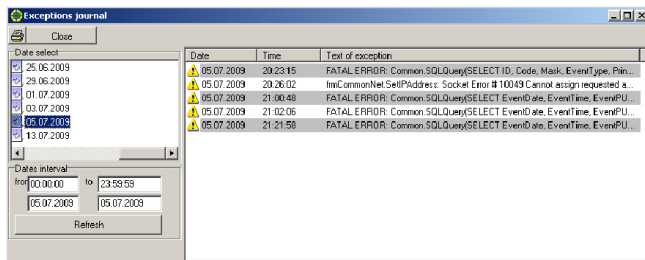 Exceptions journal
Close
Date select
25.06.2009
29.06.2009
01.07.2009
03.07.2009
05.07.2009
13.07.2009
Dates interval
from 00:00:00 to 23:59:59
05.07.2009 05.07.2009
Refresh
Date Time Text of exception
05.07.2009 20:23:15 FATAL ERROR: Common.SQLQuery(SELECT ID, Code, Mask, EventType, Prin...
05.07.2009 20:26:02 frmCommonNet.SetIPAddress: Socket Error # 10049 Cannot assign requested a...
05.07.2009 21:00:48 FATAL ERROR: Common.SQLQuery(SELECT EventDate, EventTime, EventPU...
05.07.2009 21:02:06 FATAL ERROR: Common.SQLQuery(SELECT EventDate, EventTime, EventPU...
05.07.2009 21:21:58 FATAL ERROR: Common.SQLQuery(SELECT EventDate, EventTime, EventPU...